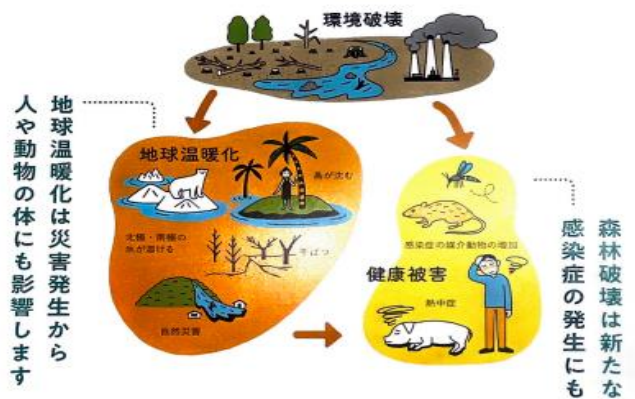 環境破壊
地球温暖化は災害発生から
人や動物の体にも影響します
地球温暖化
島が沈む
北極・南極の
氷が溶ける
干ばつ
自然災害
感染症の媒介動物の増加
健康被害
熱中症
森林破壊は新たな
感染症の発生にも